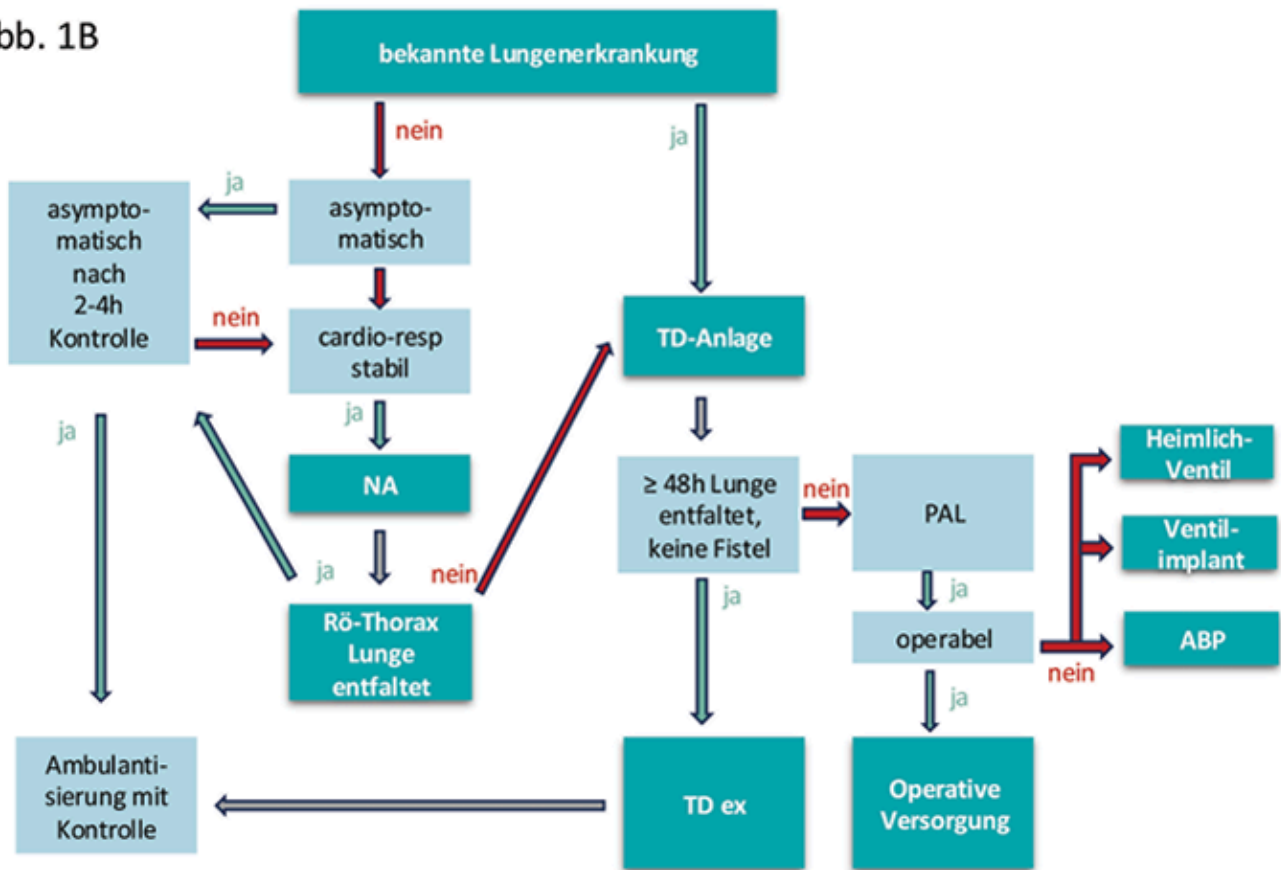 bb. 1B
bekannte Lungenerkrankung
nein
ja
ja
asympto-
matisch
nach
2-4h
Kontrolle
asympto-
matisch
nein
cardio-resp
stabil
TD-Anlage
ja
ja
NA
≥ 48h Lunge
entfaltet,
keine Fistel
nein
PAL
Heimlich-
Ventil
Ventil-
implant
ja
nein
Rö-Thorax
Lunge
entfaltet
ja
ja
operabel
nein
ABP
ja
Ambulanti-
sierung mit
Kontrolle
TD ex
Operative
Versorgung